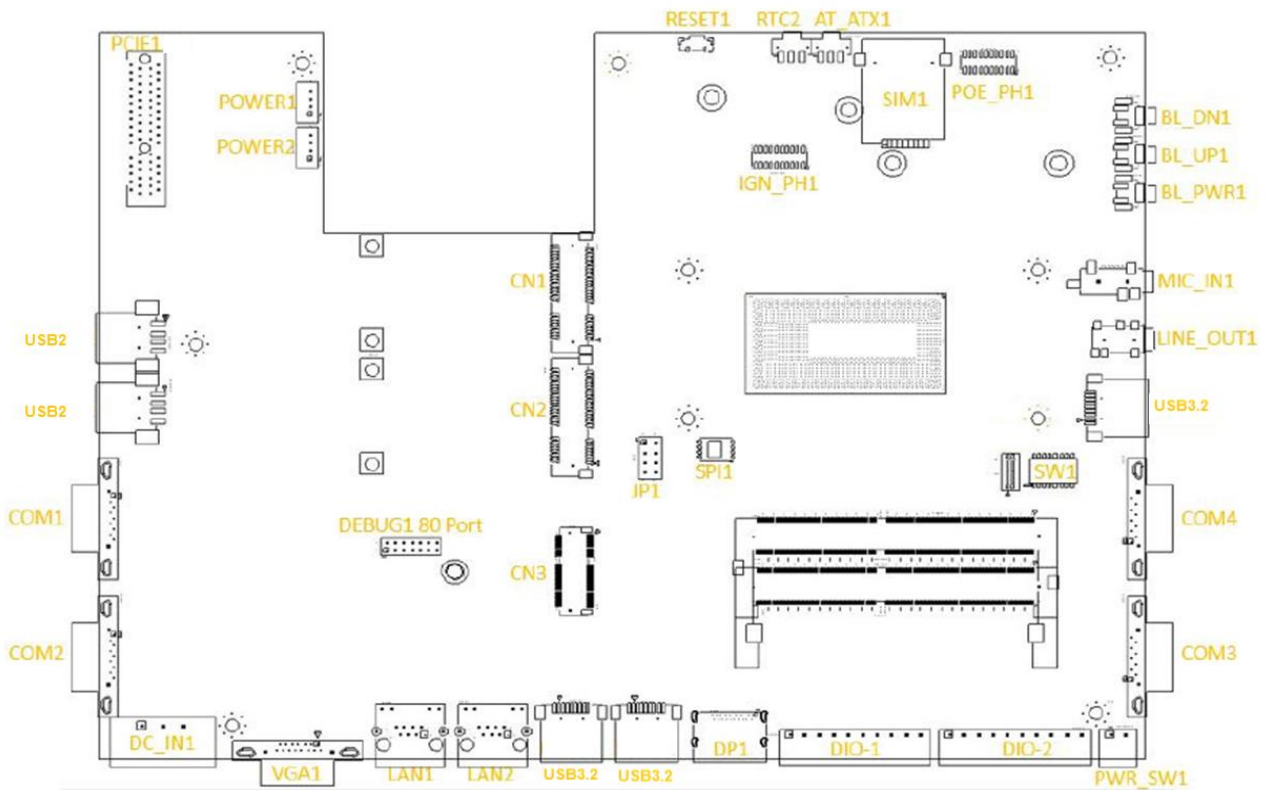 RESET1
RTC2
AT_ATX1
PCIE1
POWER1
POWER2
SIM1
POE_PH1
IGN_PH1
BL_DN1
BL_UP1
BL_PWR1
CN1
MIC_IN1
USB2
LINE_OUT1
USB2
CN2
USB3.2
JP1
SPI1
SW1
COM1
DEBUG1 80 Port
COM4
CN3
COM2
COM3
DC_IN1
VGA1
LAN1
LAN2
USB3.2
USB3.2
DP1
DIO-1
DIO-2
PWR_SW1